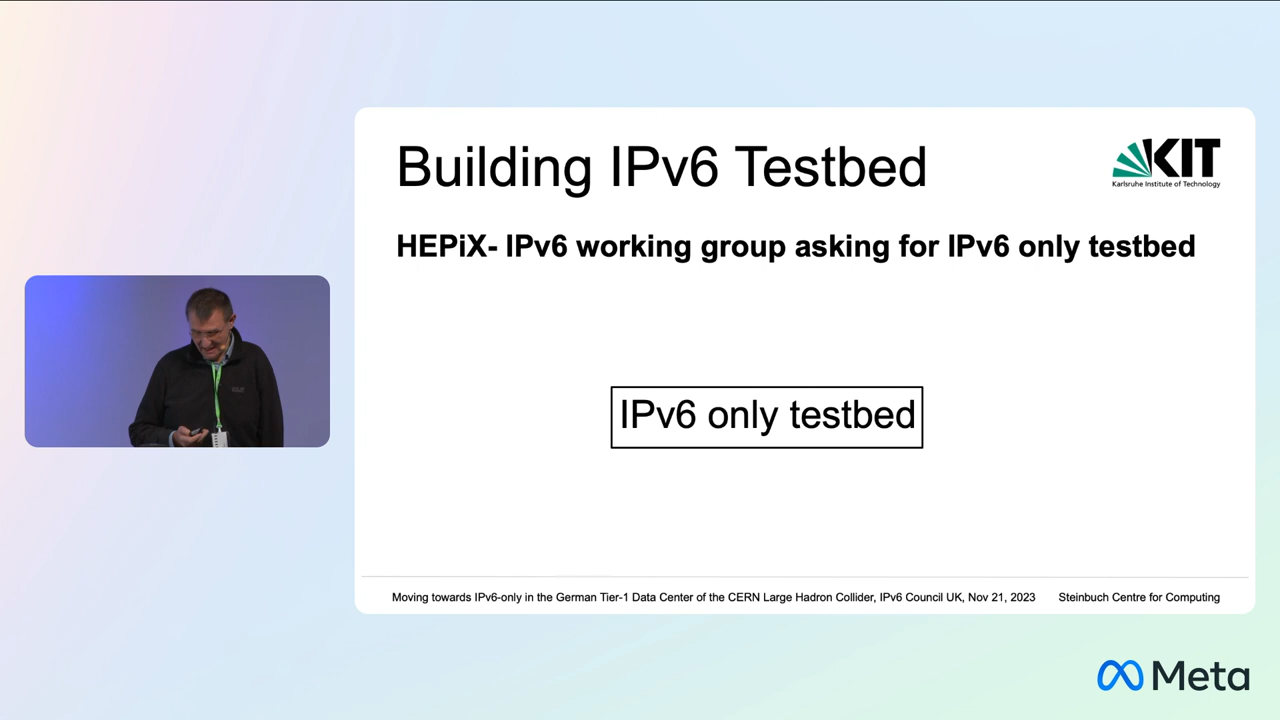 Building IPv6 Testbed
KIT
Karlsruhe Institute of Technology
HEPiX- IPv6 working group asking for IPv6 only testbed
IPv6 only testbed
Moving towards IPv6-only in the German Tier-1 Data Center of the CERN Large Hadron Collider, IPv6 Council UK, Nov 21, 2023
Steinbuch Centre for Computing
Meta